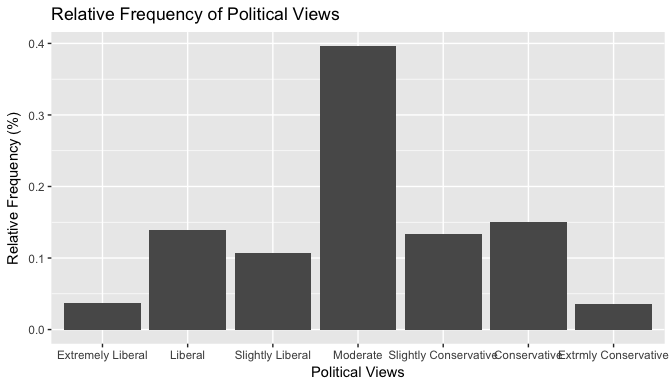 Relative Frequency of Political Views
Relative Frequency (%)
0.4
0.3
0.2
0.1
0.0
Extremely Liberal Liberal Slightly Liberal Moderate Slightly Conservative Conservative Extrmly Conservative
Political Views